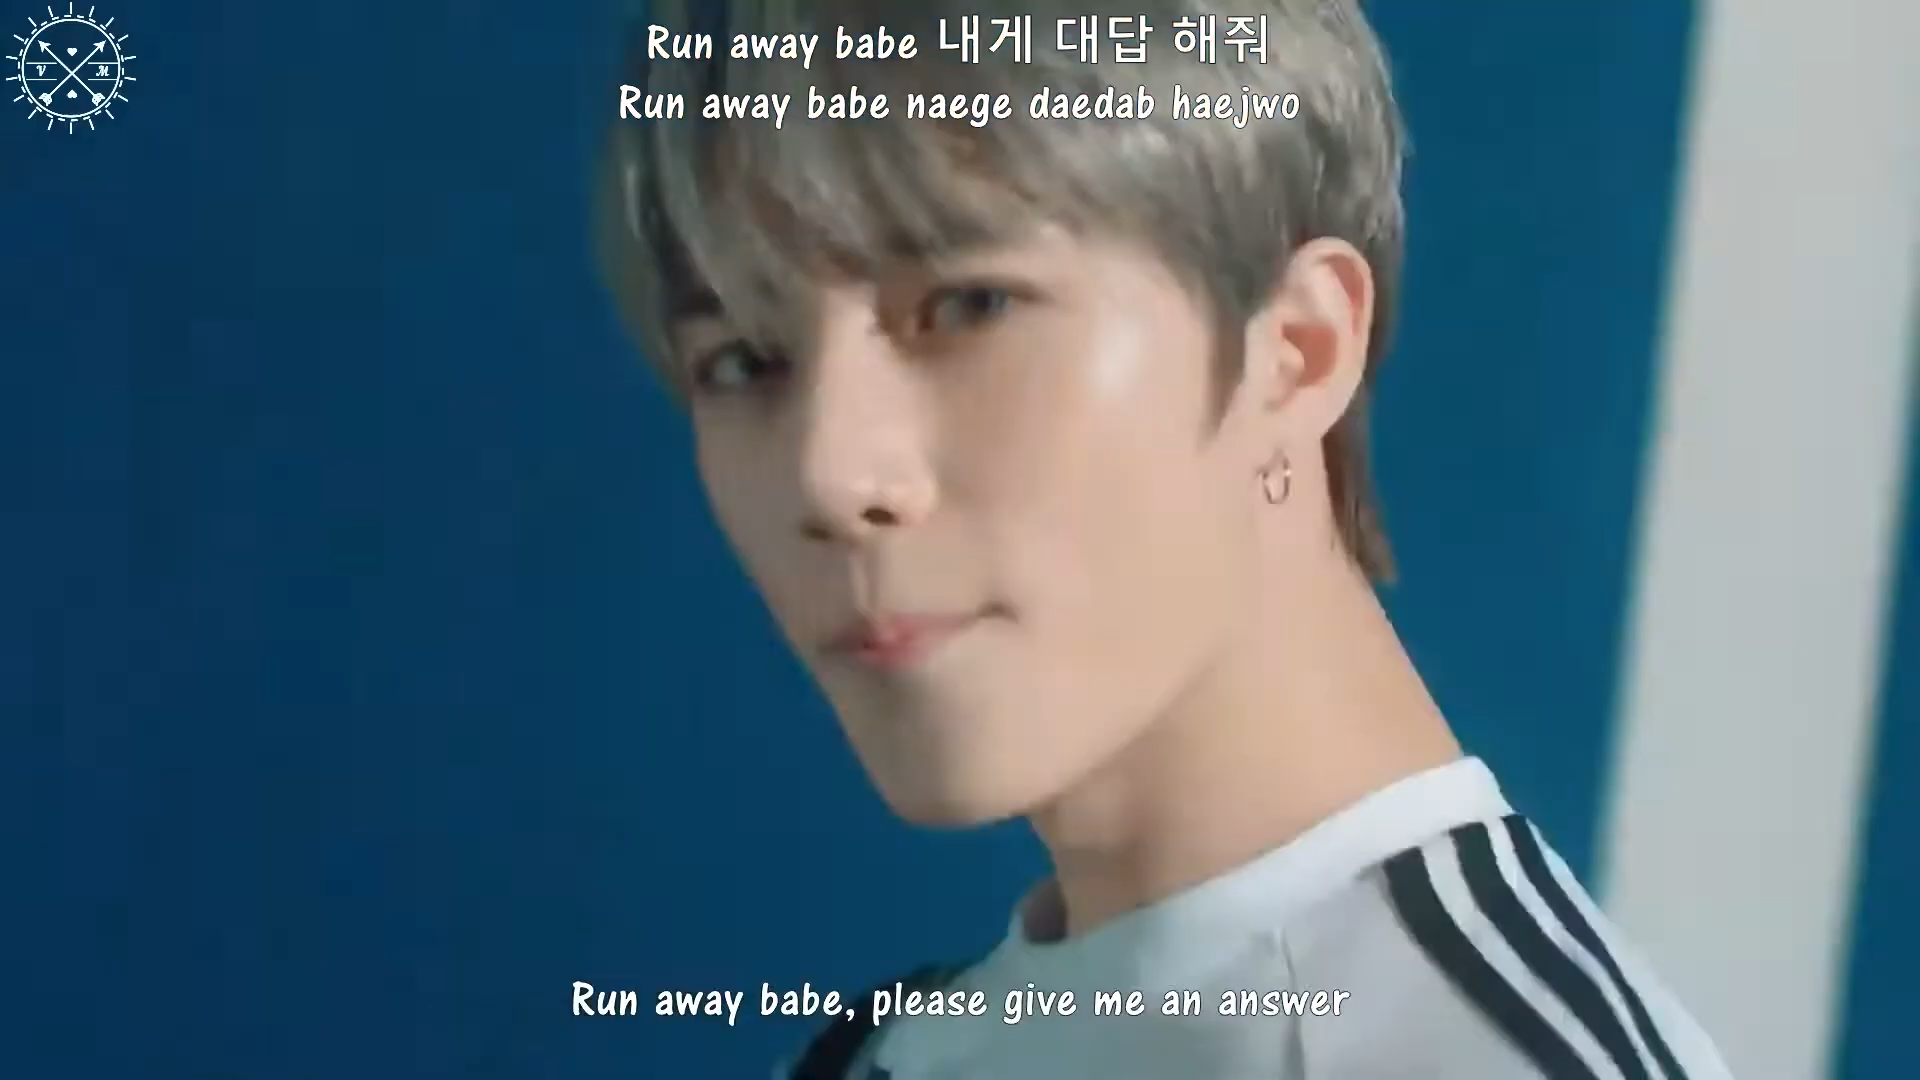 Run away babe 내게 대답 해줘
Run away babe naege daedab haejwo
V M
Run away babe, please give me an answer